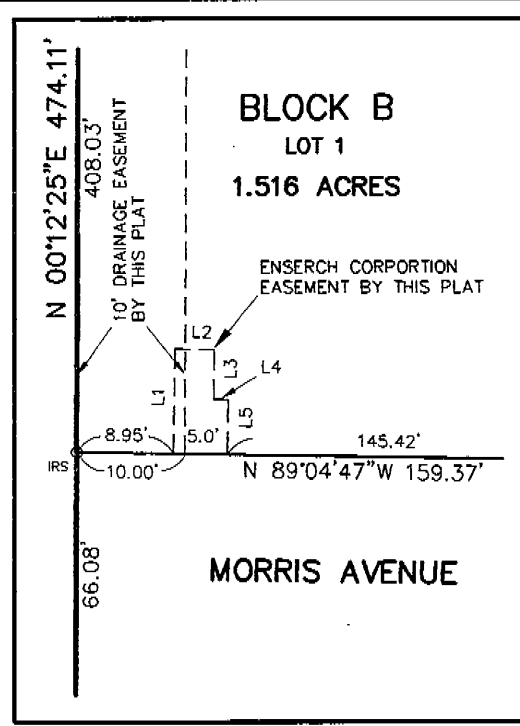 N 00°12'25"E 474.11'
408.03'
10' DRAINAGE EASEMENT
BY THIS PLAT
BLOCK B
LOT 1
1.516 ACRES
ENSERCH CORPORTION
EASEMENT BY THIS PLAT
L2
L3
L4
L1
L5
8.95'
5.0'
145.42'
IRS
10.00'
N 89°04'47"W 159.37'
66.08'
MORRIS AVENUE